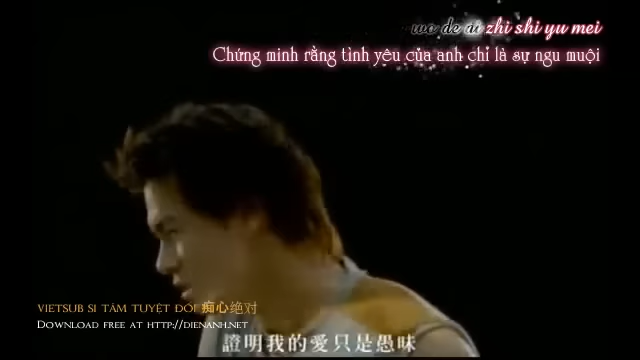 wo de ai zhi shi yu mei
Chứng minh rằng tình yêu của anh chỉ là sự ngu muội
VIETSUB SI TÂM TUYỆT ĐỐI 痴心绝对
DOWNLOAD FREE AT HTTP://DIENANH.NET
證明我的愛只是愚昧